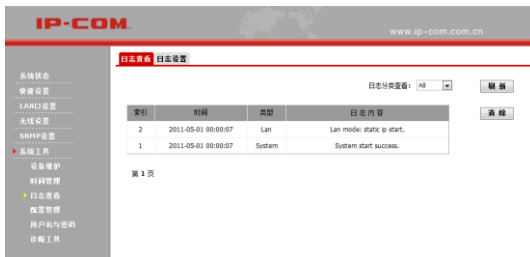 IP-COM
www.ip-com.com.cn
日志查看 日志设置
系统状态
快速设置
LAN口设置
无线设置
SNMP设置
系统工具
设备维护
时间管理
日志查看
配置管理
用户名与密码
诊断工具
日志分类查看: All 刷 新
清 除
索引 时间 类型 日志内容
2 2011-05-01 00:00:07 Lan Lan mode: static ip start.
1 2011-05-01 00:00:07 System System start success.
第 1 页